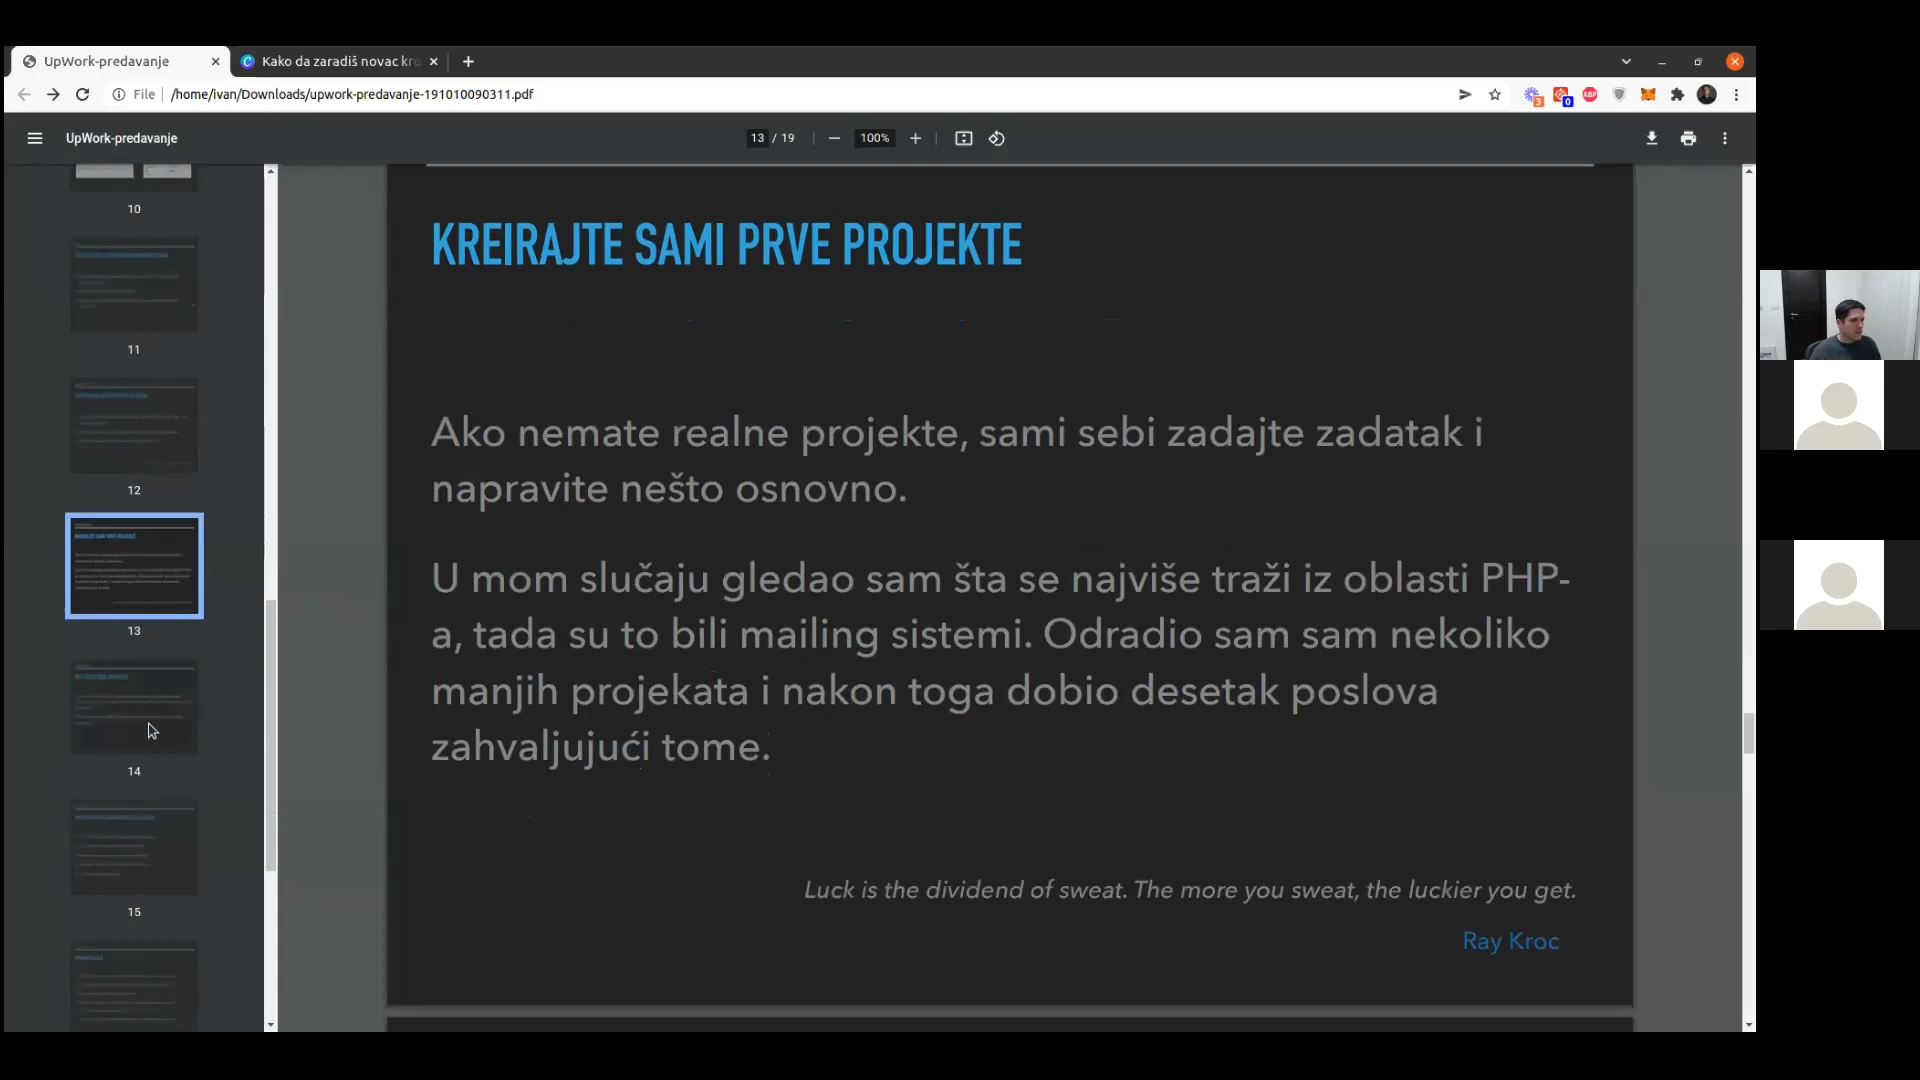 UpWork-predavanje
Kako da zaradiš novac kro
File
/home/ivan/Downloads/upwork-predavanje-191010090311.pdf
3
0
ABP
UpWork-predavanje
13 / 19
100%
10
11
12
13
14
15
KREIRAJTE SAMI PRVE PROJEKTE
Ako nemate realne projekte, sami sebi zadajte zadatak i
napravite nešto osnovno.
U mom slučaju gledao sam šta se najviše traži iz oblasti PHP-
a, tada su to bili mailing sistemi. Odradio sam sam nekoliko
manjih projekata i nakon toga dobio desetak poslova
zahvaljujući tome.
Luck is the dividend of sweat. The more you sweat, the luckier you get.
Ray Kroc